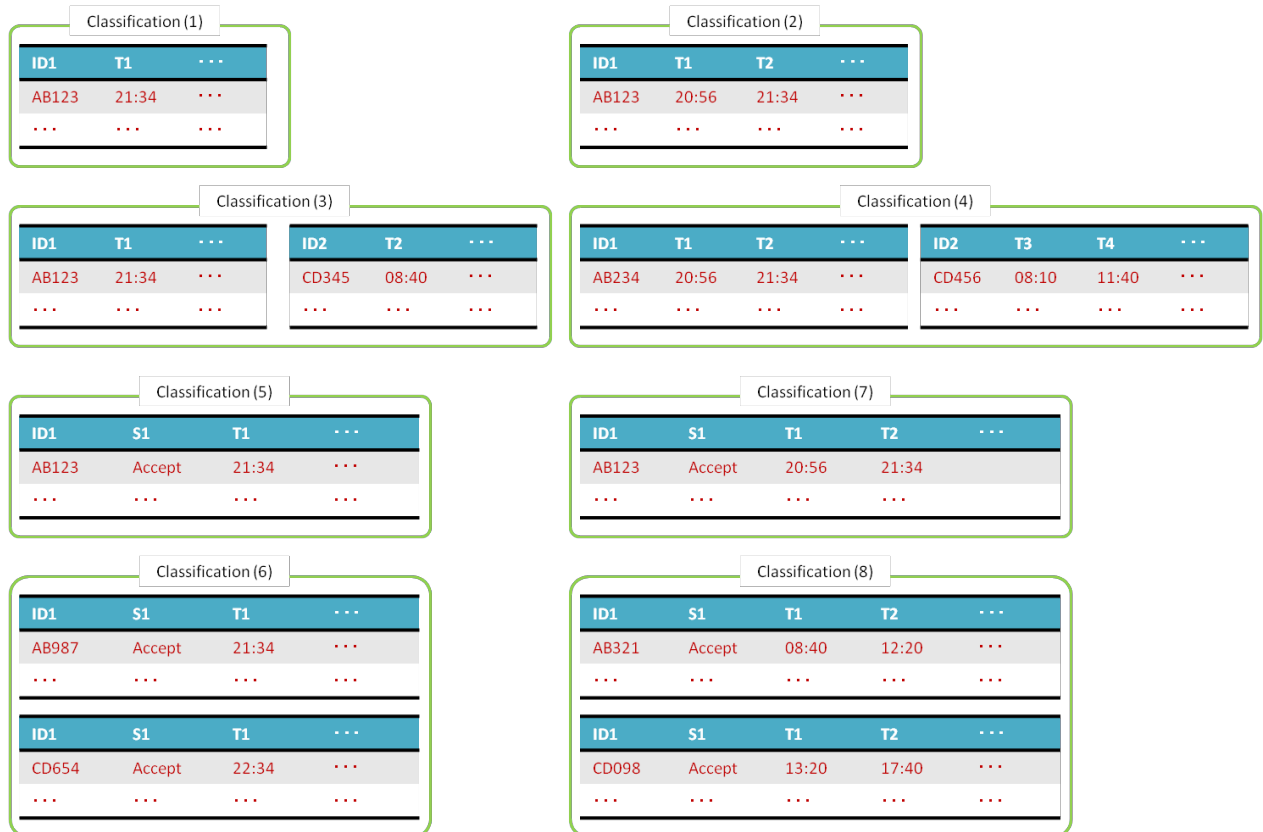 Classification (1)
ID1 T1 ...
AB123 21:34 ...
... ... ...
Classification (2)
ID1 T1 T2 ...
AB123 20:56 21:34 ...
... ... ... ...
Classification (3)
ID1 T1 ...
AB123 21:34 ...
... ... ...
ID2 T2 ...
CD345 08:40 ...
... ... ...
Classification (4)
ID1 T1 T2 ...
AB234 20:56 21:34 ...
... ... ... ...
ID2 T3 T4 ...
CD456 08:10 11:40 ...
... ... ... ...
Classification (5)
ID1 S1 T1 ...
AB123 Accept 21:34 ...
... ... ... ...
Classification (7)
ID1 S1 T1 T2 ...
AB123 Accept 20:56 21:34
... ... ... ...
Classification (6)
ID1 S1 T1 ...
AB987 Accept 21:34 ...
... ... ... ...
ID1 S1 T1 ...
CD654 Accept 22:34 ...
... ... ... ...
Classification (8)
ID1 S1 T1 T2 ...
AB321 Accept 08:40 12:20 ...
... ... ... ... ...
ID1 S1 T1 T2 ...
CD098 Accept 13:20 17:40 ...
... ... ... ... ...